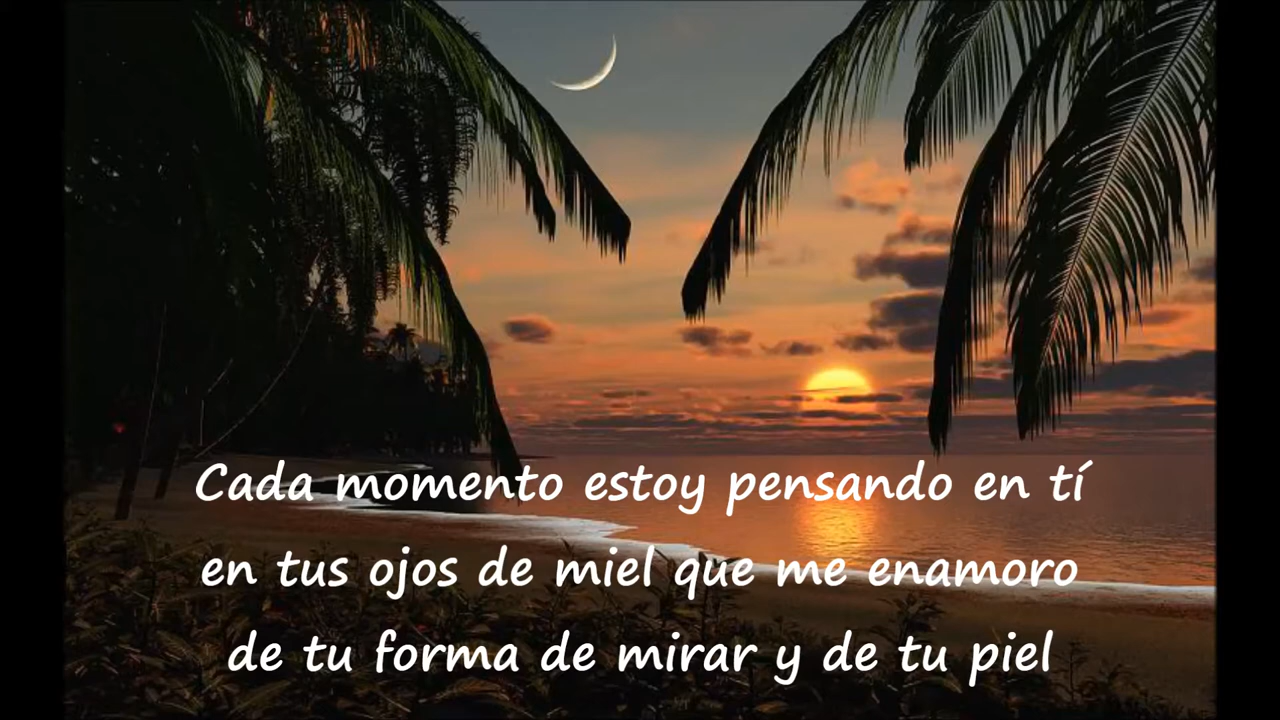 Cada momento estoy pensando en tí
en tus ojos de miel que me enamoro
de tu forma de mirar y de tu piel